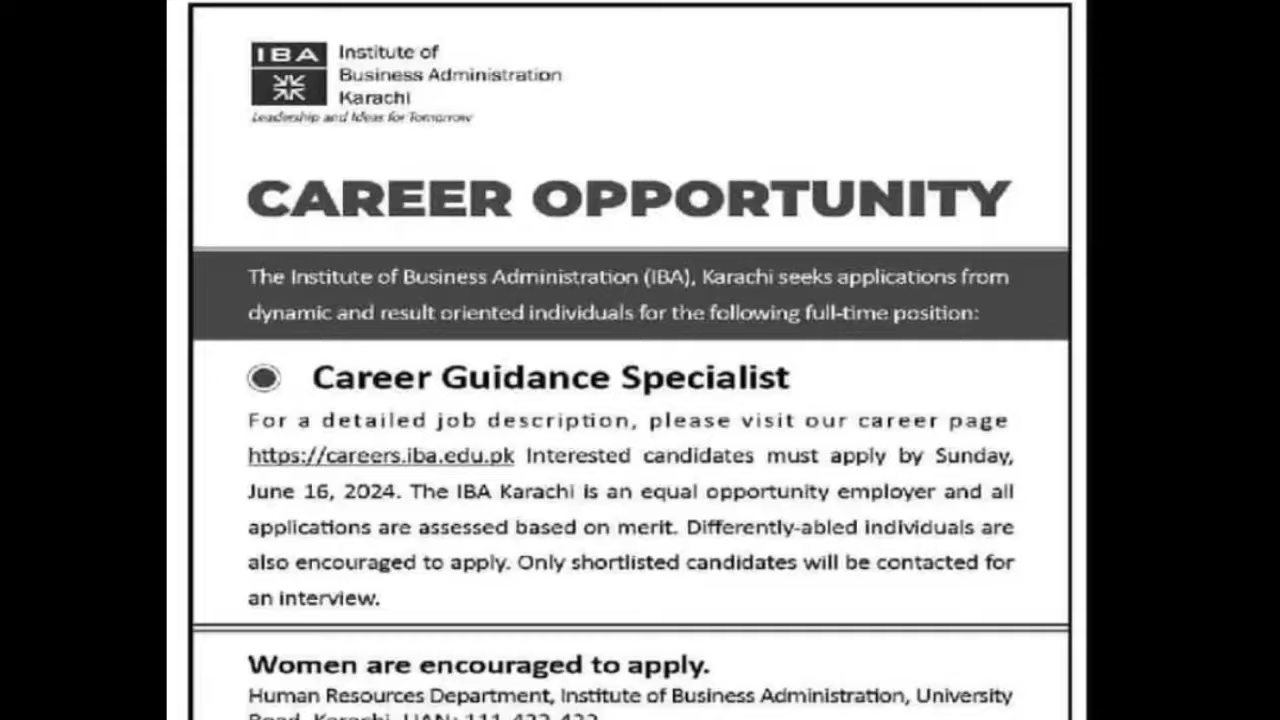 IBA
Institute of
Business Administration
Karachi
Leadership and Ideas for Tomorrow
CAREER OPPORTUNITY
The Institute of Business Administration (IBA), Karachi seeks applications from
dynamic and result oriented individuals for the following full-time position:
Career Guidance Specialist
For a detailed job description, please visit our career page
https://careers.iba.edu.pk Interested candidates must apply by Sunday,
June 16, 2024. The IBA Karachi is an equal opportunity employer and all
applications are assessed based on merit. Differently-abled individuals are
also encouraged to apply. Only shortlisted candidates will be contacted for
an interview.
Women are encouraged to apply.
Human Resources Department, Institute of Business Administration, University
Road, Karachi. UAN: